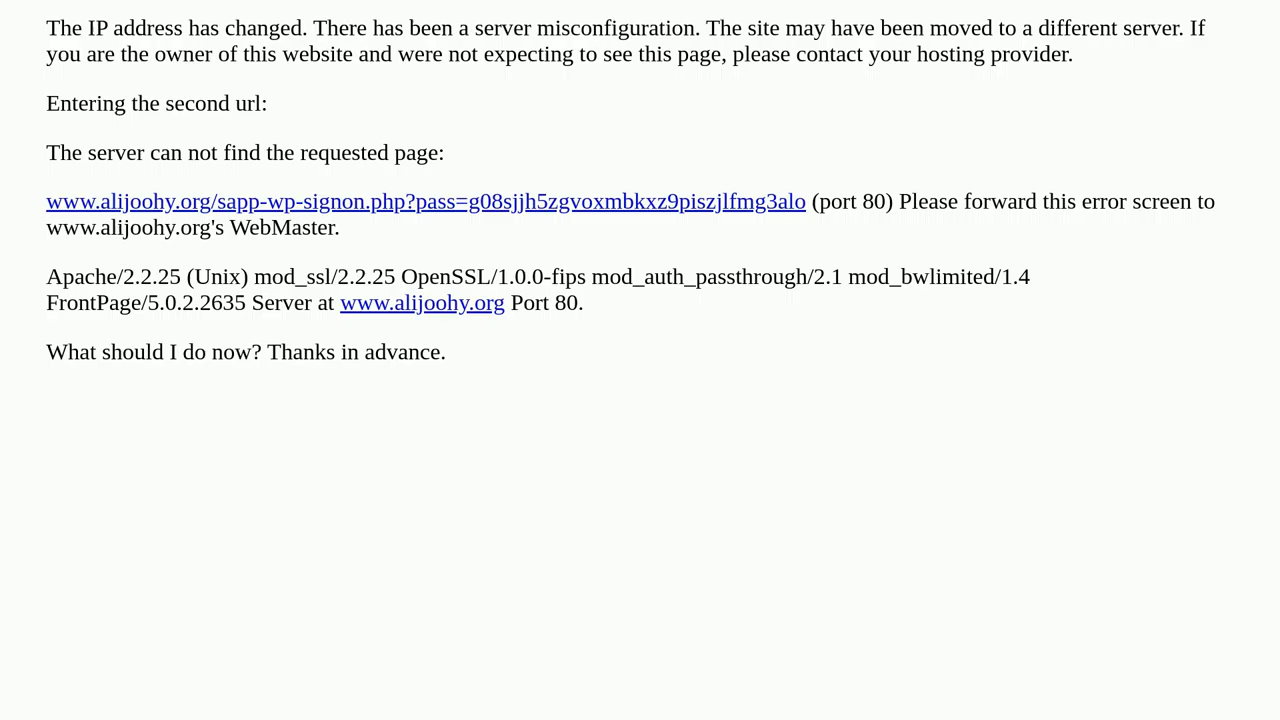 The IP address has changed. There has been a server misconfiguration. The site may have been moved to a different server. If
you are the owner of this website and were not expecting to see this page, please contact your hosting provider.
Entering the second url:
The server can not find the requested page:
www.alijoohy.org/sapp-wp-signon.php?pass=g08sjjh5zgvoxmbkxz9piszjlfmg3alo (port 80) Please forward this error screen to
www.alijoohy.org's WebMaster.
Apache/2.2.25 (Unix) mod_ssl/2.2.25 OpenSSL/1.0.0-fips mod_auth_passthrough/2.1 mod_bwlimited/1.4
FrontPage/5.0.2.2635 Server at www.alijoohy.org Port 80.
What should I do now? Thanks in advance.